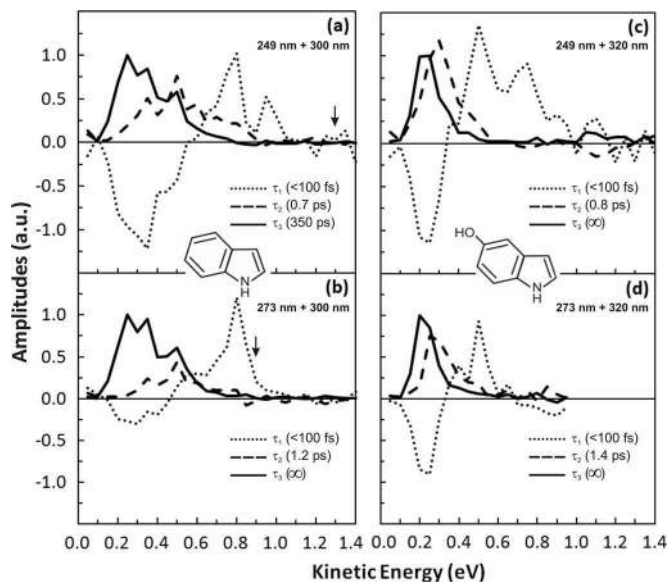 (a)
249 nm + 300 nm
1.0
0.5
0.0
-0.5
-1.0
τ₁ (<100 fs)
τ₂ (0.7 ps)
τ₃ (350 ps)
N
H
(c)
249 nm + 320 nm
τ₁ (<100 fs)
τ₂ (0.8 ps)
τ₃ (∞)
HO
N
H
(b)
273 nm + 300 nm
1.0
0.5
0.0
-0.5
-1.0
τ₁ (<100 fs)
τ₂ (1.2 ps)
τ₃ (∞)
(d)
273 nm + 320 nm
τ₁ (<100 fs)
τ₂ (1.4 ps)
τ₃ (∞)
Amplitudes (a.u.)
0.0 0.2 0.4 0.6 0.8 1.0 1.2 1.4
0.0 0.2 0.4 0.6 0.8 1.0 1.2 1.4
Kinetic Energy (eV)